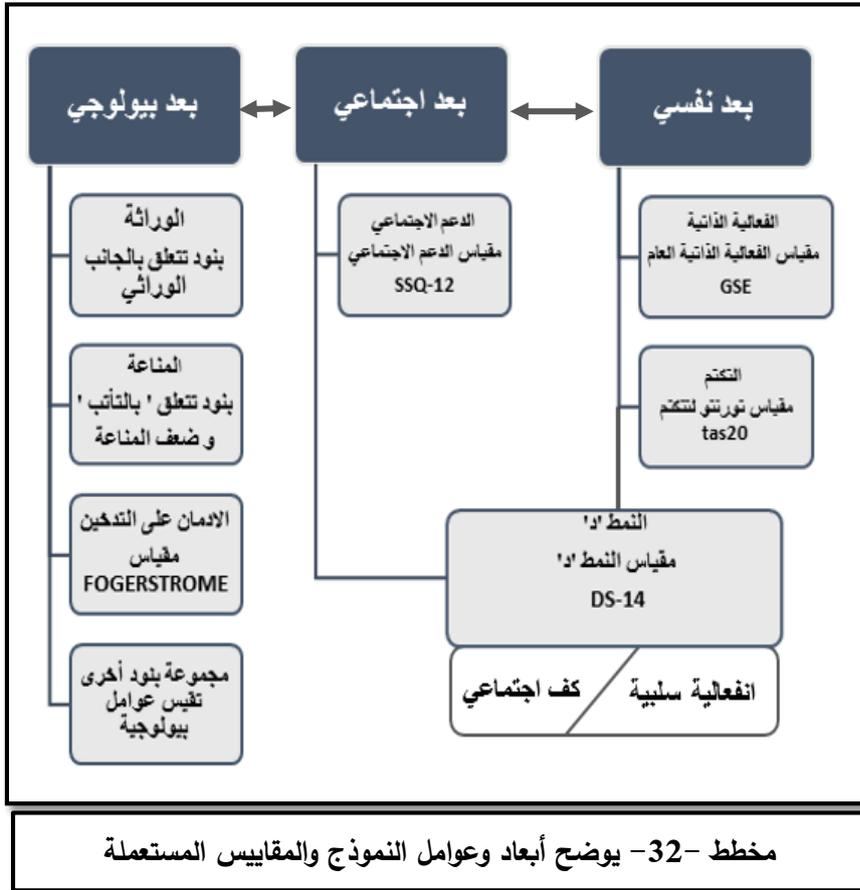 بعد نفسي
بعد اجتماعي
بعد بيولوجي
الفعالية الذاتية
مقياس الفعالية الذاتية العام
GSE
التكتم
مقياس تورنتو لتكتم
tas20
الدعم الاجتماعي
مقياس الدعم الاجتماعي
SSQ-12
النمط 'د'
مقياس النمط 'د'
DS-14
انفعالية سلبية
كف اجتماعي
الوراثة
بنود تتعلق بالجانب
الوراثي
المناعة
بنود تتعلق ' بالتأتب '
و ضعف المناعة
الادمان على التدخين
مقياس
FOGERSTROME
مجموعة بنود أخرى
تقيس عوامل
بيولوجية
مخطط -32- يوضح أبعاد وعوامل النموذج والمقاييس المستعملة